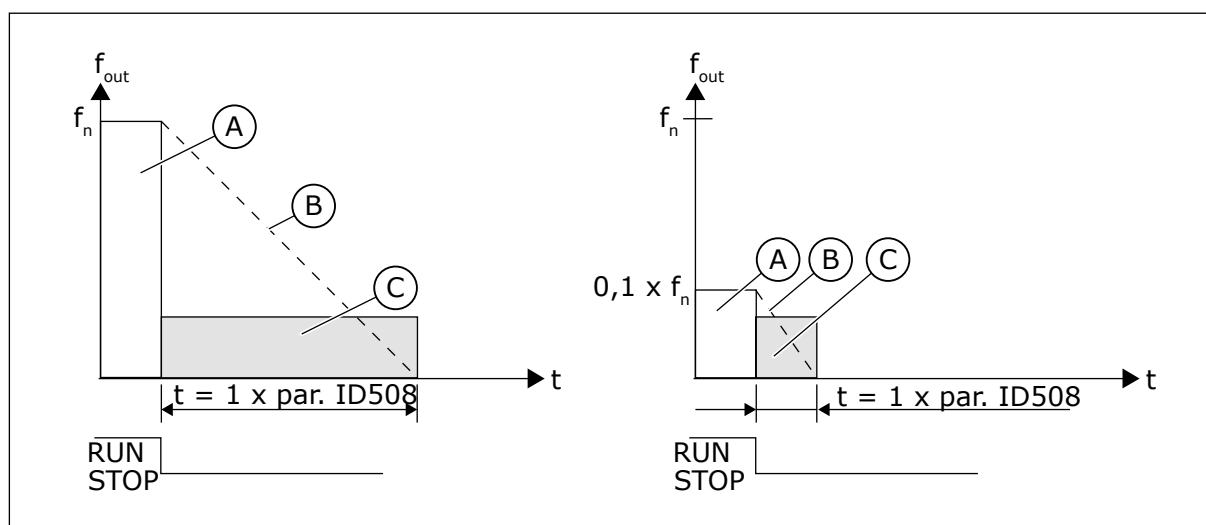 f out
f n
A
B
C
t
t = 1 x par. ID508
RUN
STOP
f out
f n
A
B
C
0,1 x f n
t
t = 1 x par. ID508
RUN
STOP